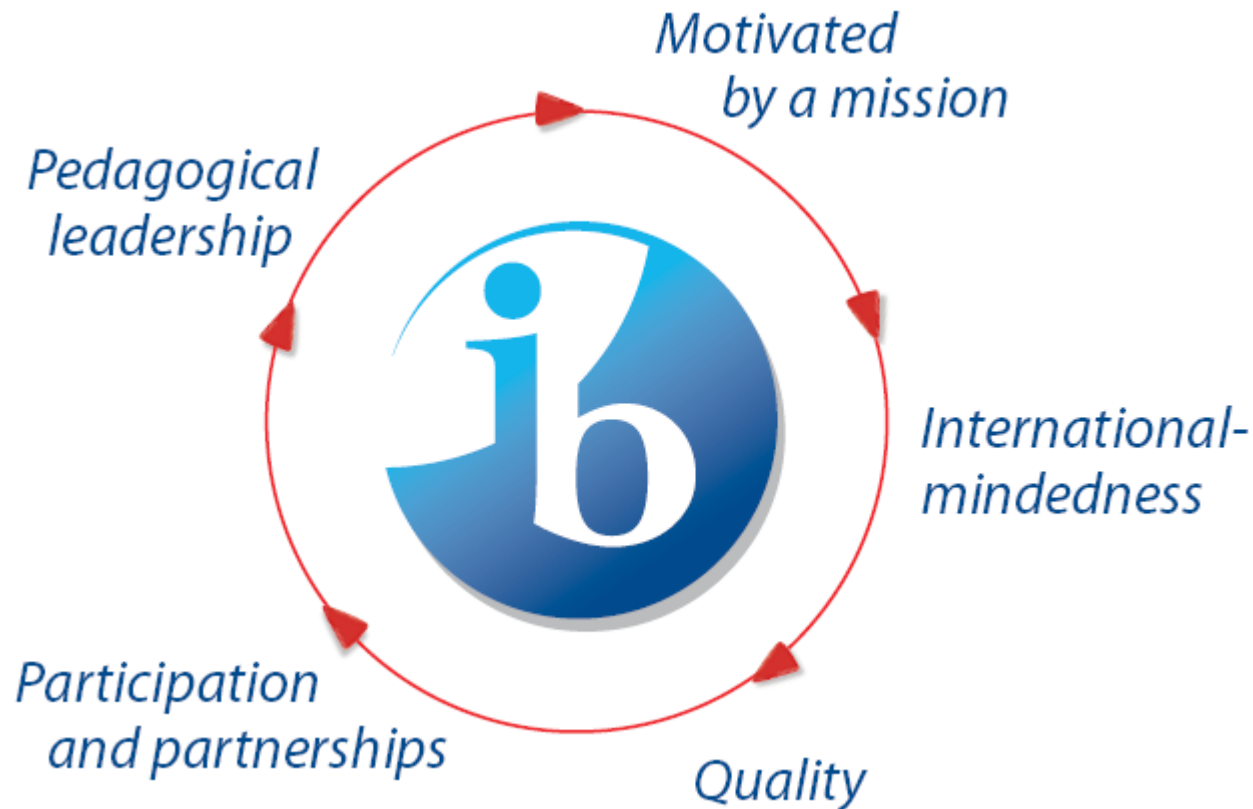 Motivated
by a mission
Pedagogical
leadership
ib
International-
mindedness
Participation
and partnerships
Quality